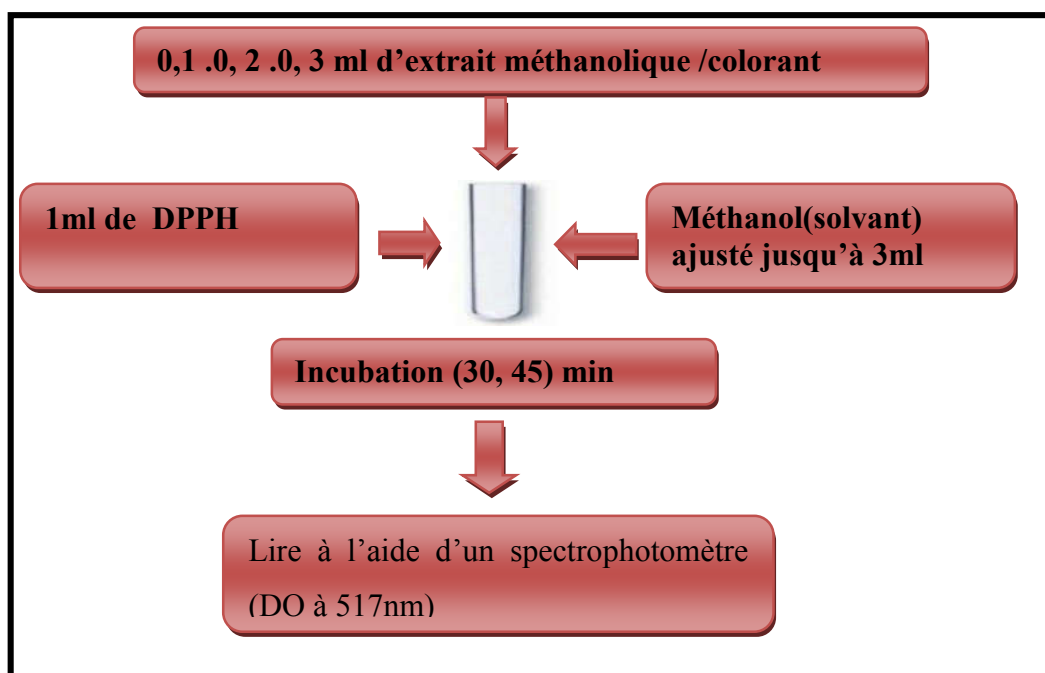 0,1 .0, 2 .0, 3 ml d’extrait méthanolique /colorant
1ml de  DPPH
Méthanol(solvant)
ajusté jusqu’à 3ml
Incubation (30, 45) min
Lire à l’aide d’un spectrophotomètre
(DO à 517nm)